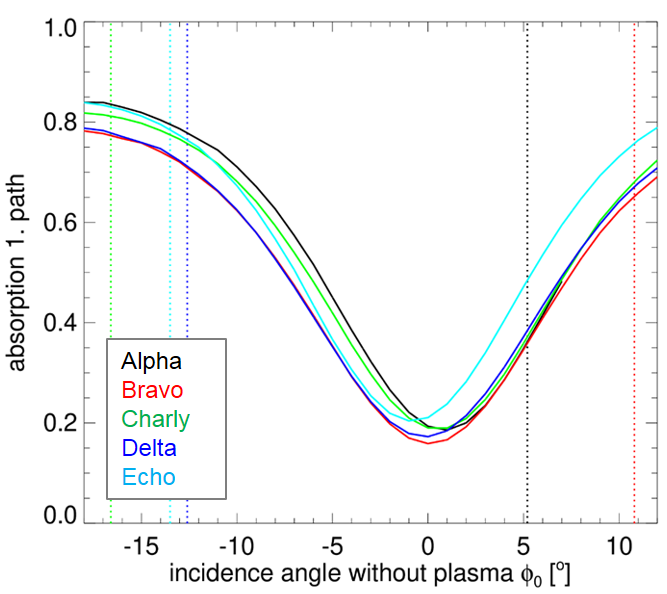 absorption 1. path
1.0
0.8
0.6
0.4
0.2
0.0
Alpha
Bravo
Charly
Delta
Echo
-15 -10 -5 0 5 10
incidence angle without plasma ϕ₀ [°]